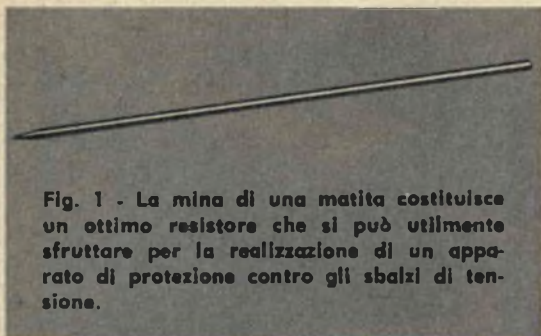 Fig. 1 - La mina di una matita costituisce
un ottimo resistore che si può utilmente
sfruttare per la realizzazione di un appa-
rato di protezione contro gli sbalzi di ten-
sione.